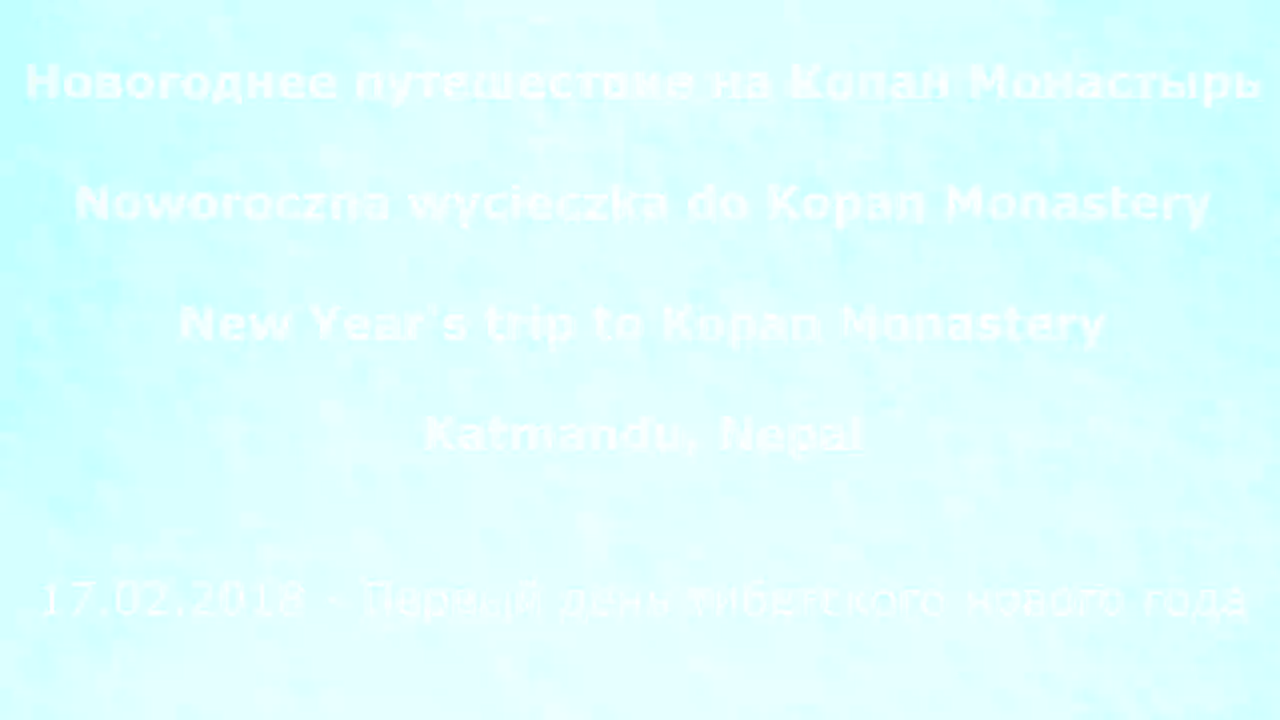 Новогоднее путешествие на Копан Монастырь
Noworoczna wycieczka do Kopan Monastery
New Year's trip to Kopan Monastery
Katmandu, Nepal
17.02.2018 - Первый день тибетского нового года